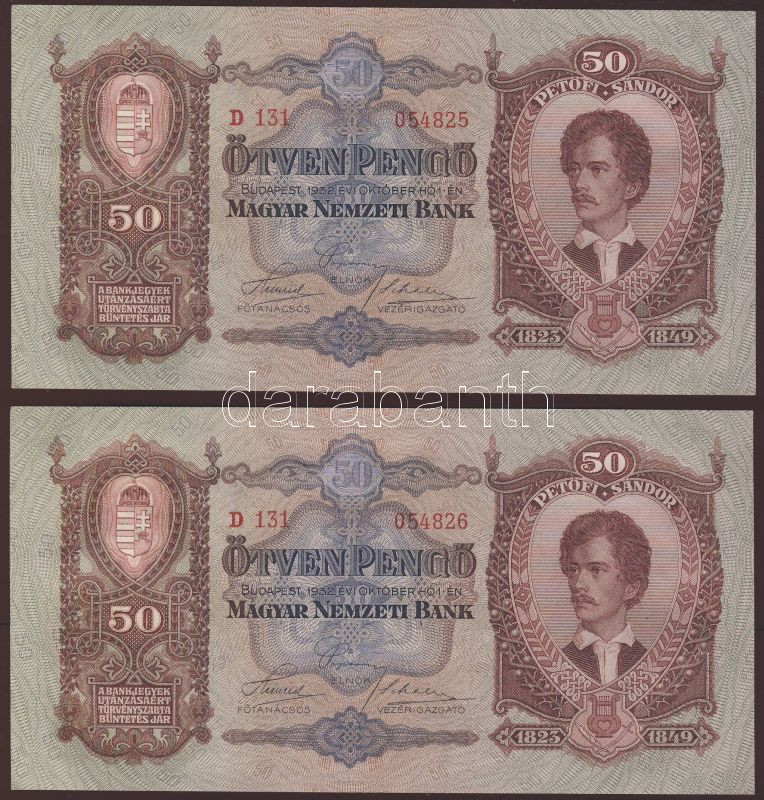 50
50
PETŐFI · SÁNDOR
D 131
054825
ÖTVEN PENGŐ
BUDAPEST, 1932. ÉVI OKTÓBER HÓ 1-ÉN
MAGYAR NEMZETI BANK
50
A BANKJEGYEK
UTÁNZÁSÁÉRT
TÖRVÉNYSZABTA
BÜNTETÉS JÁR
ELNÖK
FŐTANÁCSOS
VEZÉRIGAZGATÓ
1823
1849
darabanth
50
50
PETŐFI · SÁNDOR
D 131
054826
ÖTVEN PENGŐ
BUDAPEST, 1932. ÉVI OKTÓBER HÓ 1-ÉN
MAGYAR NEMZETI BANK
50
A BANKJEGYEK
UTÁNZÁSÁÉRT
TÖRVÉNYSZABTA
BÜNTETÉS JÁR
ELNÖK
FŐTANÁCSOS
VEZÉRIGAZGATÓ
1823
1849